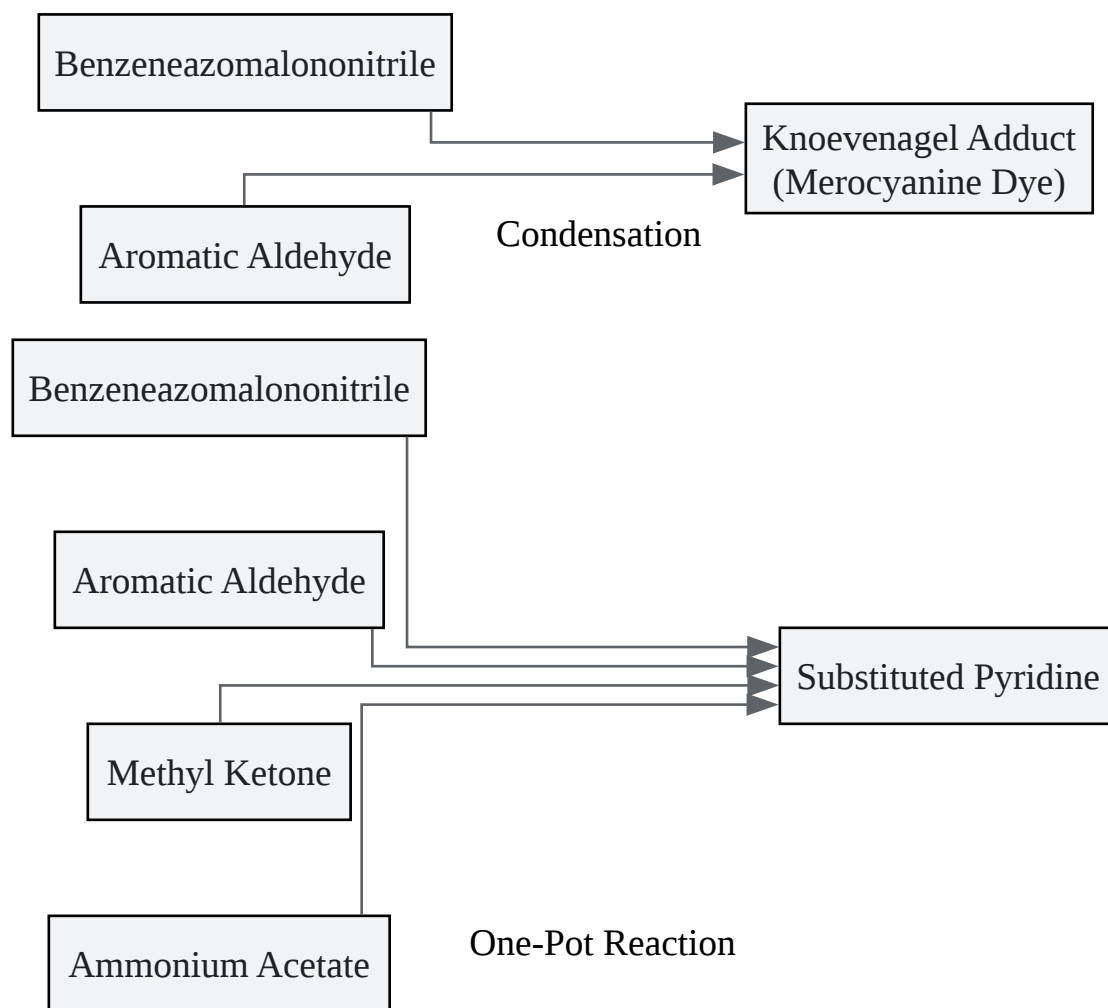 Benzeneazomalononitrile
Knoevenagel Adduct
(Merocyanine Dye)
Aromatic Aldehyde
Condensation
Benzeneazomalononitrile
Aromatic Aldehyde
Substituted Pyridine
Methyl Ketone
One-Pot Reaction
Ammonium Acetate